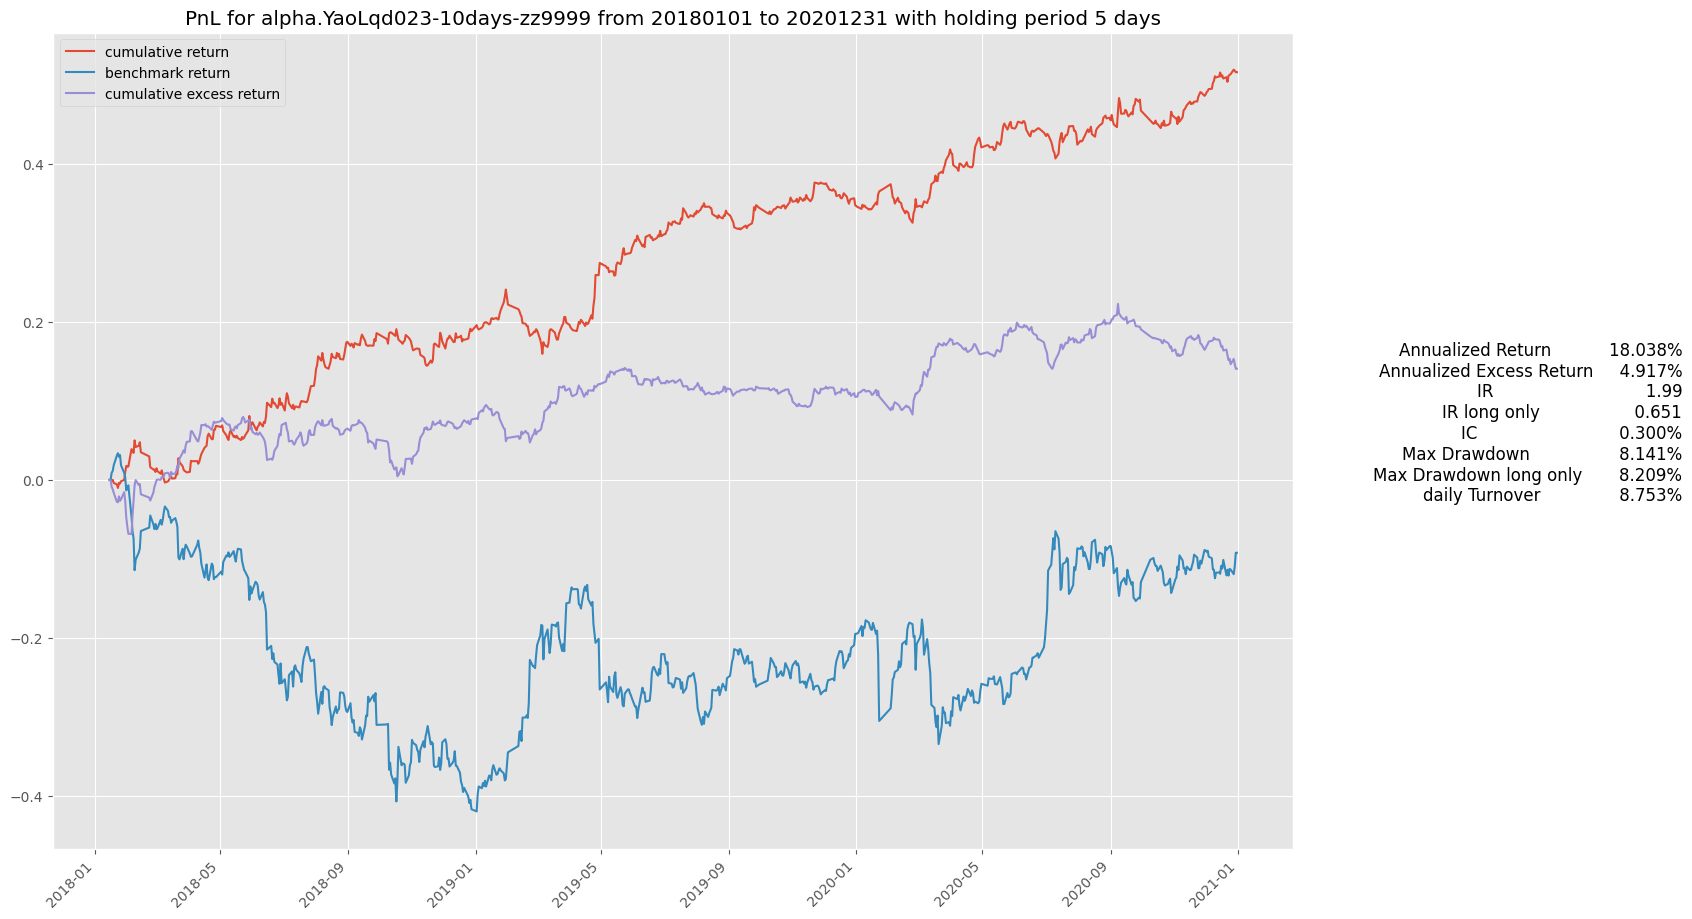 PnL for alpha.YaoLqd023-10days-zz9999 from 20180101 to 20201231 with holding period 5 days
cumulative return
benchmark return
cumulative excess return
0.4
0.2
0.0
−0.2
−0.4
2018-01
2018-05
2018-09
2019-01
2019-05
2019-09
2020-01
2020-05
2020-09
2021-01
Annualized Return 18.038%
Annualized Excess Return 4.917%
IR 1.99
IR long only 0.651
IC 0.300%
Max Drawdown 8.141%
Max Drawdown long only 8.209%
daily Turnover 8.753%